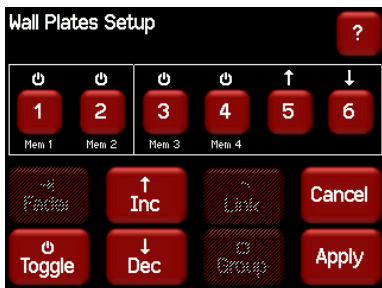 Wall Plates Setup
?
1 2 3 4 5 6
Mem 1 Mem 2 Mem 3 Mem 4
Fader Inc Link Cancel
Toggle Dec Group Apply